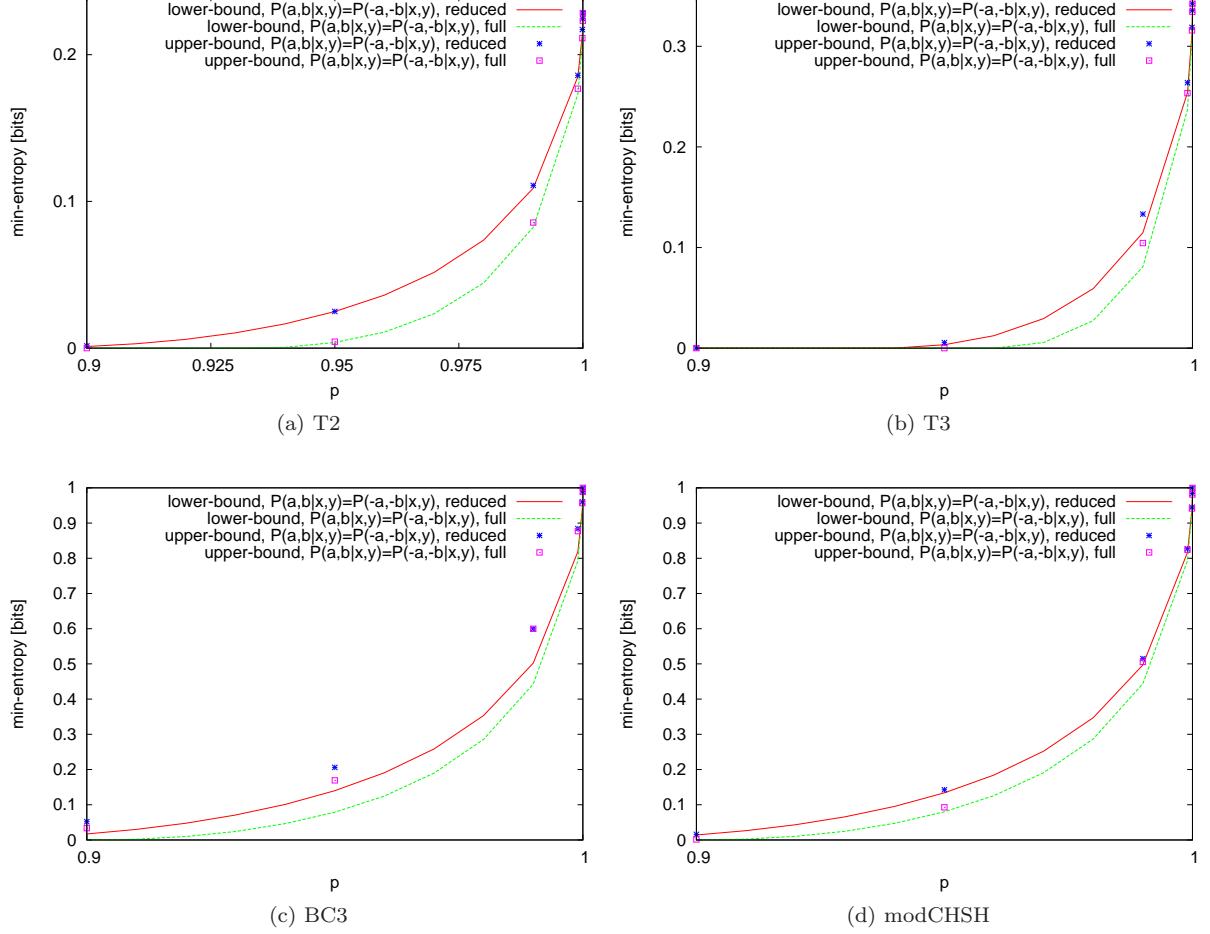 lower-bound, P(a,b|x,y)=P(-a,-b|x,y), reduced
lower-bound, P(a,b|x,y)=P(-a,-b|x,y), full
upper-bound, P(a,b|x,y)=P(-a,-b|x,y), reduced
upper-bound, P(a,b|x,y)=P(-a,-b|x,y), full
min-entropy [bits]
0.2
0.1
0
0.9
0.925
0.95
0.975
1
p
(a) T2
lower-bound, P(a,b|x,y)=P(-a,-b|x,y), reduced
lower-bound, P(a,b|x,y)=P(-a,-b|x,y), full
upper-bound, P(a,b|x,y)=P(-a,-b|x,y), reduced
upper-bound, P(a,b|x,y)=P(-a,-b|x,y), full
min-entropy [bits]
0.3
0.2
0.1
0
0.9
1
p
(b) T3
lower-bound, P(a,b|x,y)=P(-a,-b|x,y), reduced
lower-bound, P(a,b|x,y)=P(-a,-b|x,y), full
upper-bound, P(a,b|x,y)=P(-a,-b|x,y), reduced
upper-bound, P(a,b|x,y)=P(-a,-b|x,y), full
min-entropy [bits]
1
0.9
0.8
0.7
0.6
0.5
0.4
0.3
0.2
0.1
0
0.9
1
p
(c) BC3
lower-bound, P(a,b|x,y)=P(-a,-b|x,y), reduced
lower-bound, P(a,b|x,y)=P(-a,-b|x,y), full
upper-bound, P(a,b|x,y)=P(-a,-b|x,y), reduced
upper-bound, P(a,b|x,y)=P(-a,-b|x,y), full
min-entropy [bits]
1
0.9
0.8
0.7
0.6
0.5
0.4
0.3
0.2
0.1
0
0.9
1
p
(d) modCHSH